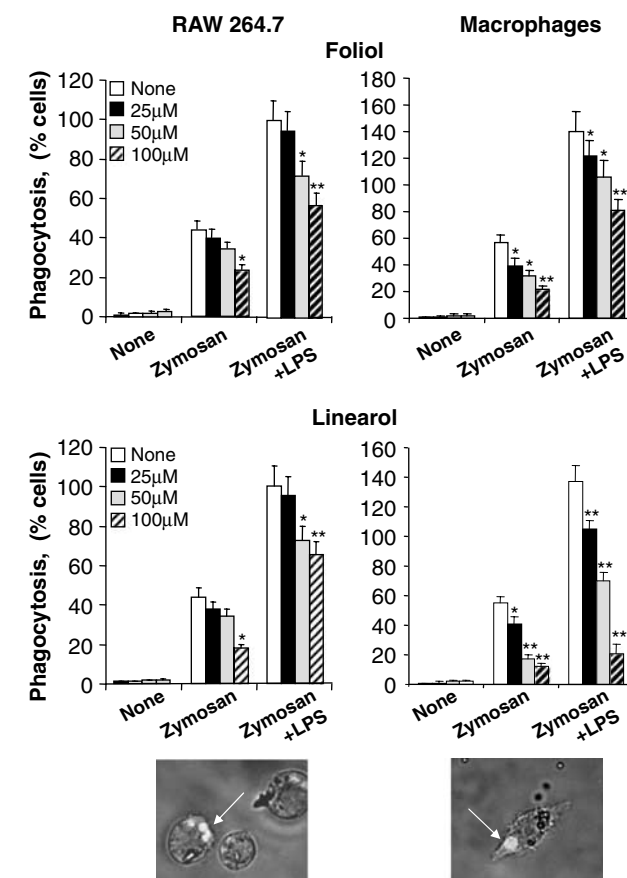 RAW 264.7 Macrophages
Foliol
Phagocytosis, (% cells)
120
100
80
60
40
20
0
None
25μM
50μM
100μM
*
*
**
None
Zymosan
Zymosan
+LPS
180
160
140
120
100
80
60
40
20
0
*
*
**
*
*
**
None
Zymosan
Zymosan
+LPS
Linearol
Phagocytosis, (% cells)
120
100
80
60
40
20
0
None
25μM
50μM
100μM
*
*
**
None
Zymosan
Zymosan
+LPS
160
140
120
100
80
60
40
20
0
*
**
**
**
**
**
None
Zymosan
Zymosan
+LPS